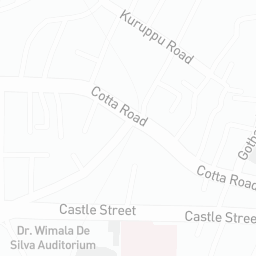 Kuruppu Road
Cotta Road
Cotta Road
Castle Street
Castle Stree
Dr. Wimala De
Silva Auditorium